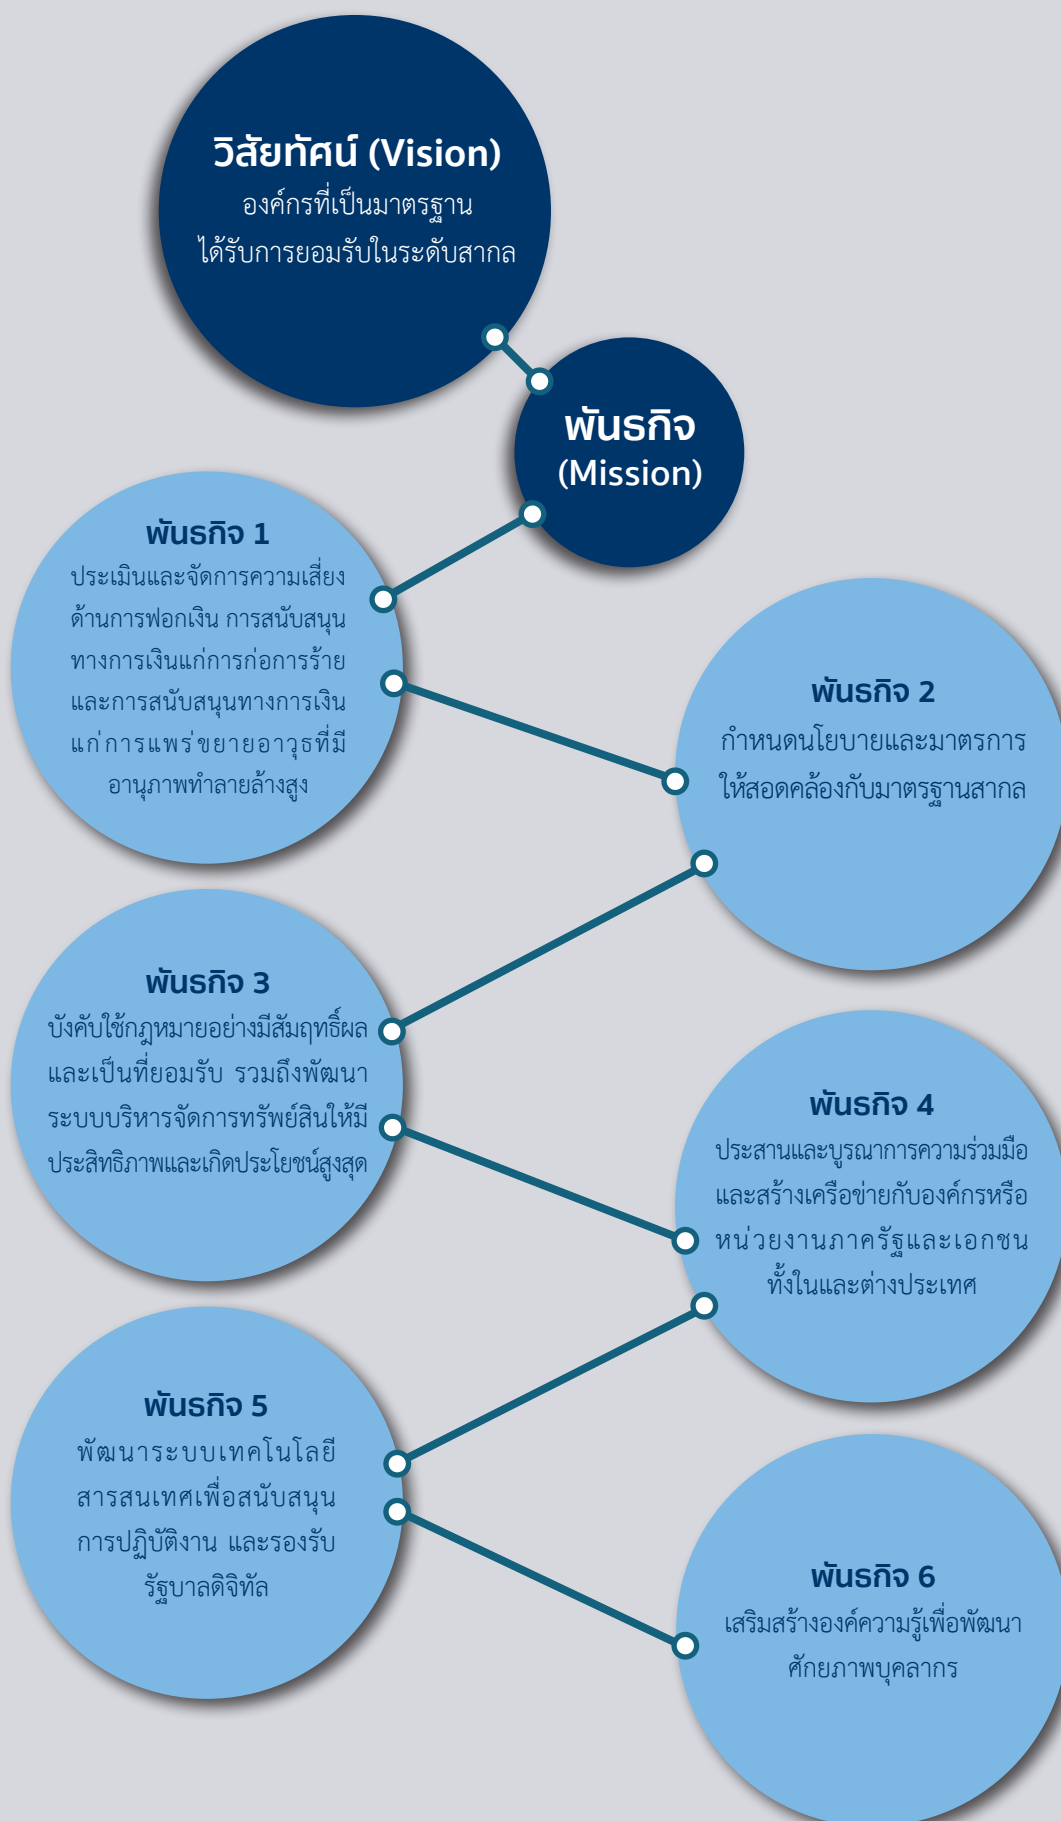 วิสัยทัศน์ (Vision)
องค์กรที่เป็นมาตรฐาน
ได้รับการยอมรับในระดับสากล
พันธกิจ
(Mission)
พันธกิจ 1
ประเมินและจัดการความเสี่ยง
ด้านการฟอกเงิน การสนับสนุน
ทางการเงินแก่การก่อการร้าย
และการสนับสนุนทางการเงิน
แก่การแพร่ขยายอาวุธที่มี
อานุภาพทำลายล้างสูง
พันธกิจ 2
กำหนดนโยบายและมาตรการ
ให้สอดคล้องกับมาตรฐานสากล
พันธกิจ 3
บังคับใช้กฎหมายอย่างมีสัมฤทธิ์ผล
และเป็นที่ยอมรับ รวมถึงพัฒนา
ระบบบริหารจัดการทรัพย์สินให้มี
ประสิทธิภาพและเกิดประโยชน์สูงสุด
พันธกิจ 4
ประสานและบูรณาการความร่วมมือ
และสร้างเครือข่ายกับองค์กรหรือ
หน่วยงานภาครัฐและเอกชน
ทั้งในและต่างประเทศ
พันธกิจ 5
พัฒนาระบบเทคโนโลยี
สารสนเทศเพื่อสนับสนุน
การปฏิบัติงาน และรองรับ
รัฐบาลดิจิทัล
พันธกิจ 6
เสริมสร้างองค์ความรู้เพื่อพัฒนา
ศักยภาพบุคลากร